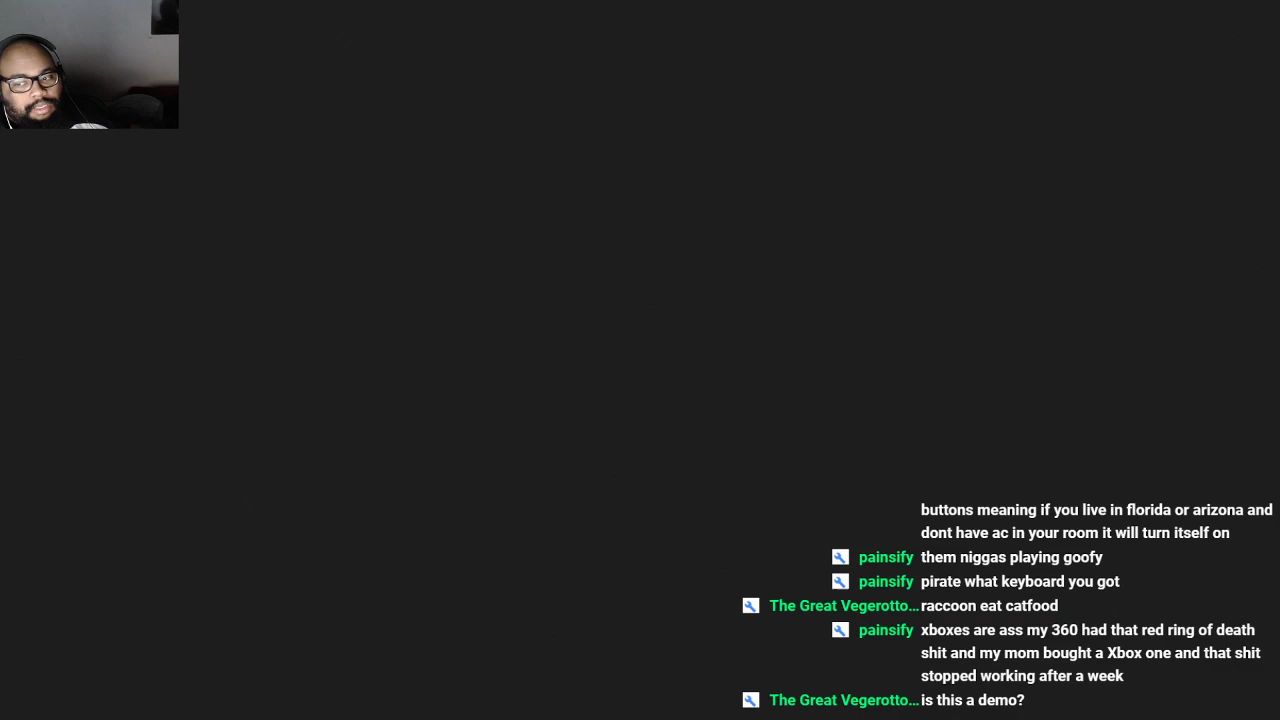 buttons meaning if you live in florida or arizona and
dont have ac in your room it will turn itself on
painsify them niggas playing goofy
painsify pirate what keyboard you got
The Great Vegerotto… raccoon eat catfood
painsify xboxes are ass my 360 had that red ring of death
shit and my mom bought a Xbox one and that shit
stopped working after a week
The Great Vegerotto… is this a demo?